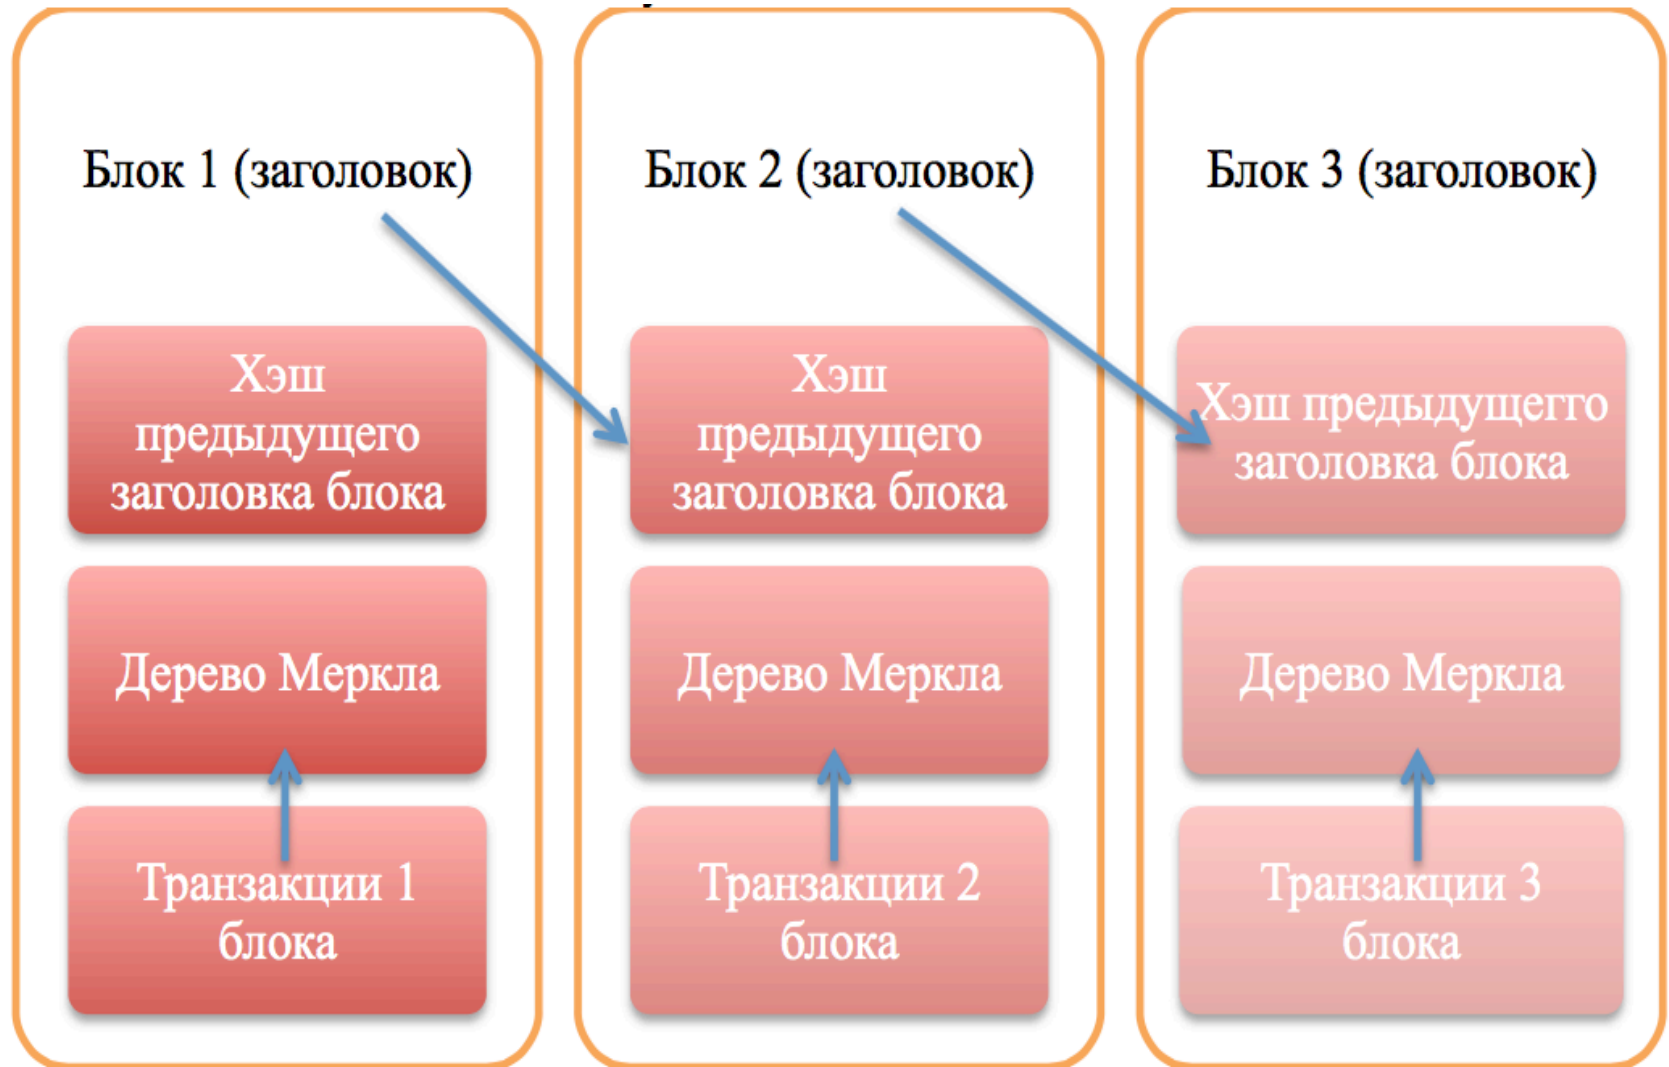 Блок 1 (заголовок)
Хэш
предыдущего
заголовка блока
Дерево Меркла
Транзакции 1
блока
Блок 2 (заголовок)
Хэш
предыдущего
заголовка блока
Дерево Меркла
Транзакции 2
блока
Блок 3 (заголовок)
Хэш предыдущегго
заголовка блока
Дерево Меркла
Транзакции 3
блока